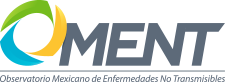 OMENT
Observatorio Mexicano de Enfermedades No Transmisibles